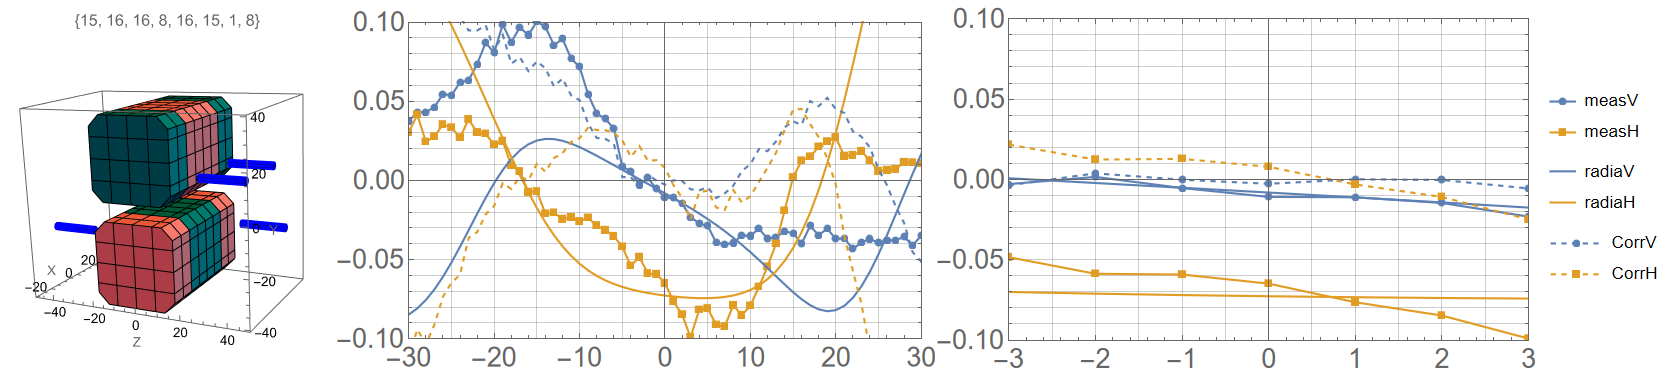 {15, 16, 16, 8, 16, 15, 1, 8}
40
20
0
Y
−20
−40
X
−20
0
20
−40
−20
0
20
40
Z
0.10
0.05
0.00
−0.05
−0.10
−30 −20 −10 0 10 20 30
0.10
0.05
0.00
−0.05
−0.10
−3 −2 −1 0 1 2 3
measV
measH
radiaV
radiaH
CorrV
CorrH